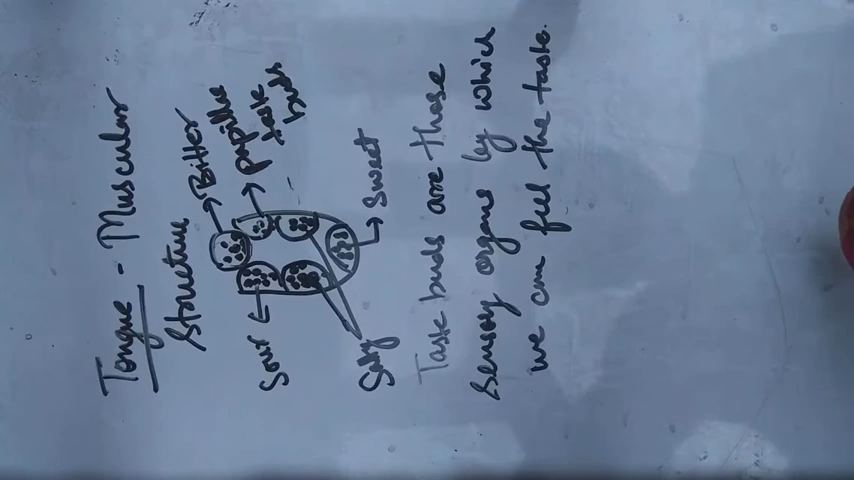 Tongue - Muscular
Structure
Bitter
papillae
taste
buds
Sour
Sweet
Salty
Taste buds are those
Sensory organs by which
we can feel the taste.